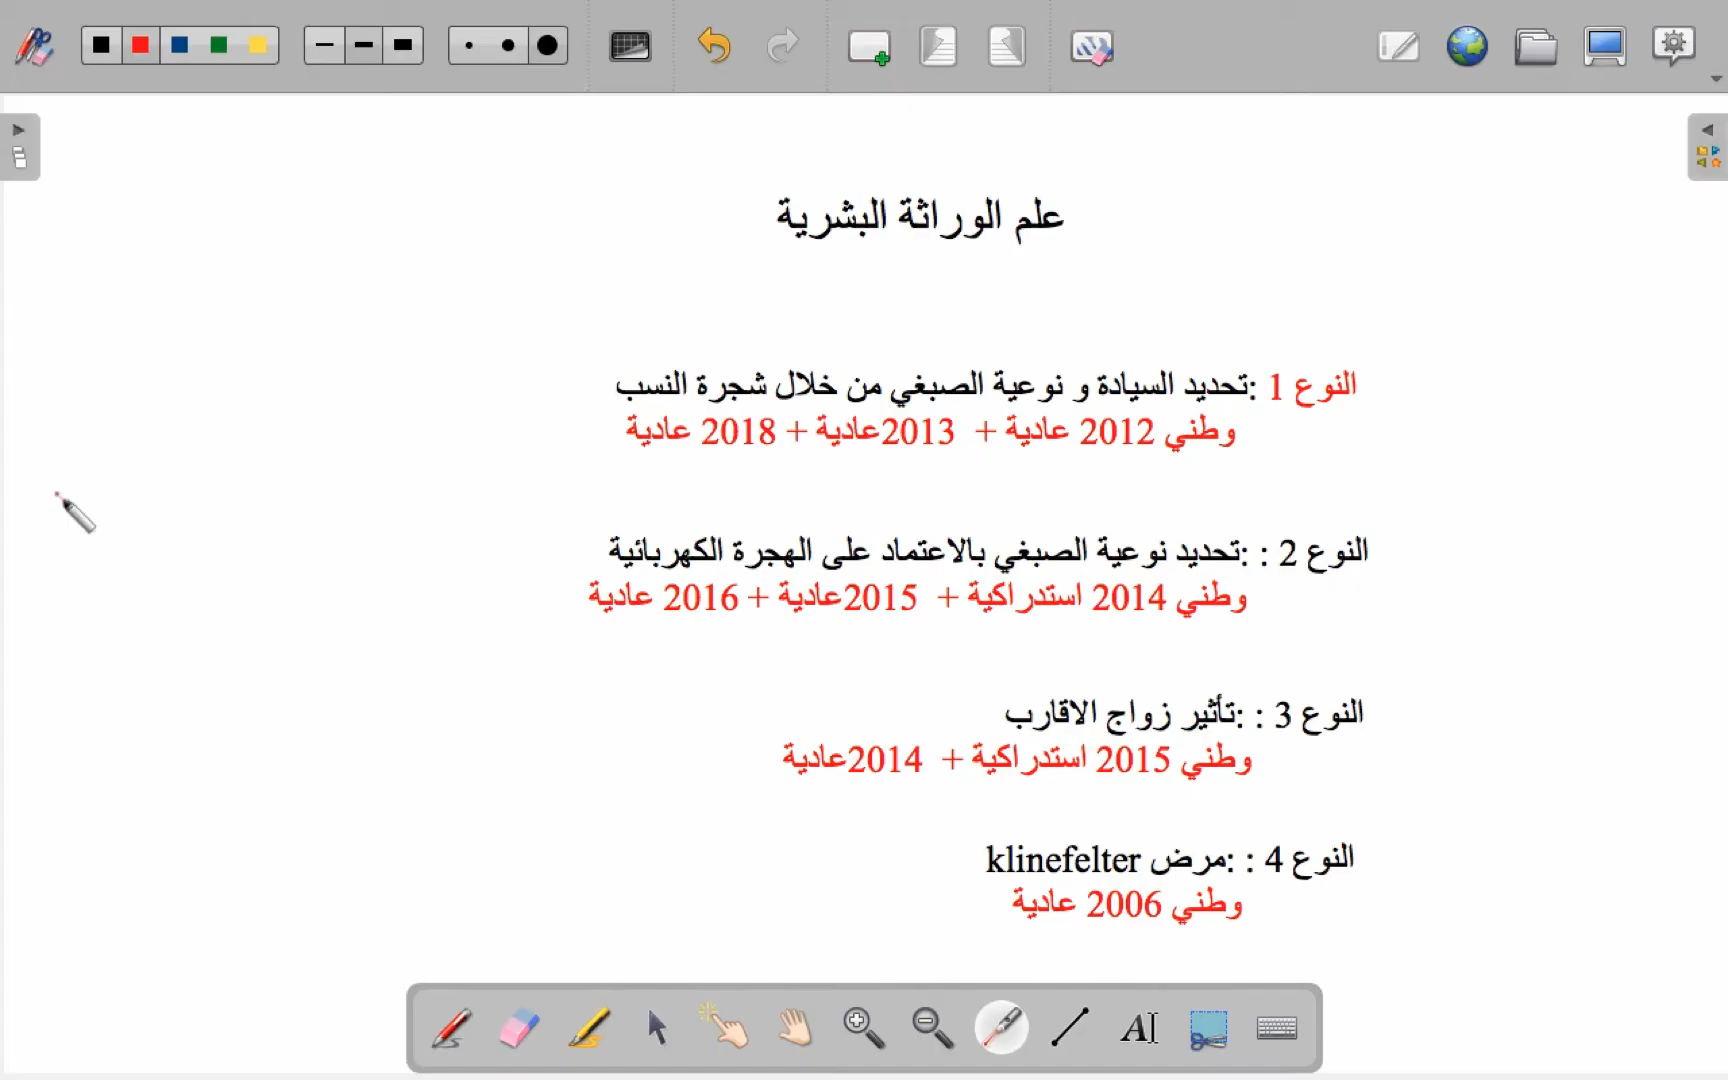 علم الوراثة البشرية
النوع 1 :تحديد السيادة و نوعية الصبغي من خلال شجرة النسب
وطني 2012 عادية + 2013عادية + 2018 عادية
النوع 2 : :تحديد نوعية الصبغي بالاعتماد على الهجرة الكهربائية
وطني 2014 استدراكية + 2015عادية + 2016 عادية
النوع 3 : :تأثير زواج الاقارب
وطني 2015 استدراكية + 2014عادية
النوع 4 : :مرض klinefelter
وطني 2006 عادية